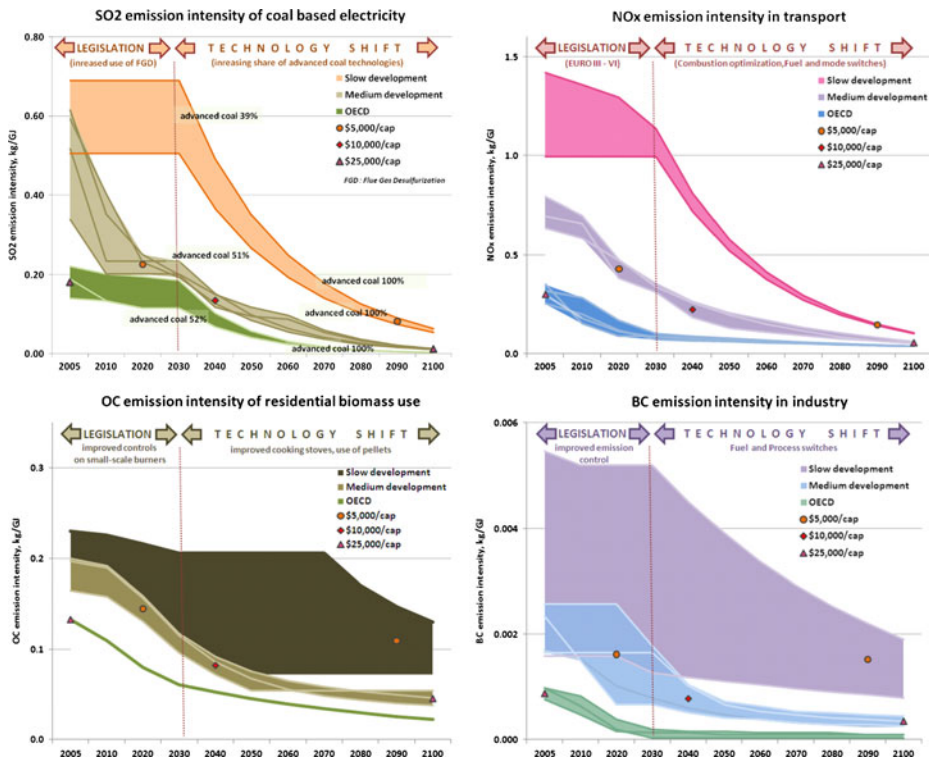 SO2 emission intensity of coal based electricity
SO2 emission intensity, kg/GJ
0.80
0.60
0.40
0.20
0.00
LEGISLATION
(inreased use of FGD)
TECHNOLOGY SHIFT
(inreasing share of advanced coal technologies)
Slow development
Medium development
OECD
$5,000/cap
$10,000/cap
$25,000/cap
FGD: Flue Gas Desulfurization
advanced coal 39%
advanced coal 51%
advanced coal 52%
advanced coal 100%
advanced coal 100%
advanced coal 100%
2005 2010 2020 2030 2040 2050 2060 2070 2080 2090 2100
NOx emission intensity in transport
NOx emission intensity, kg/GJ
1.5
1.0
0.5
0.0
LEGISLATION
(EURO III - VI)
TECHNOLOGY SHIFT
(Combustion optimization, Fuel and mode switches)
Slow development
Medium development
OECD
$5,000/cap
$10,000/cap
$25,000/cap
2005 2010 2020 2030 2040 2050 2060 2070 2080 2090 2100
OC emission intensity of residential biomass use
OC emission intensity, kg/GJ
0.3
0.2
0.1
0.0
LEGISLATION
improved controls
on small-scale burners
TECHNOLOGY SHIFT
improved cooking stoves, use of pellets
Slow development
Medium development
OECD
$5,000/cap
$10,000/cap
$25,000/cap
2005 2010 2020 2030 2040 2050 2060 2070 2080 2090 2100
BC emission intensity in industry
BC emission intensity, kg/GJ
0.006
0.004
0.002
0.000
LEGISLATION
improved emission
control
TECHNOLOGY SHIFT
Fuel and Process switches
Slow development
Medium development
OECD
$5,000/cap
$10,000/cap
$25,000/cap
2005 2010 2020 2030 2040 2050 2060 2070 2080 2090 2100